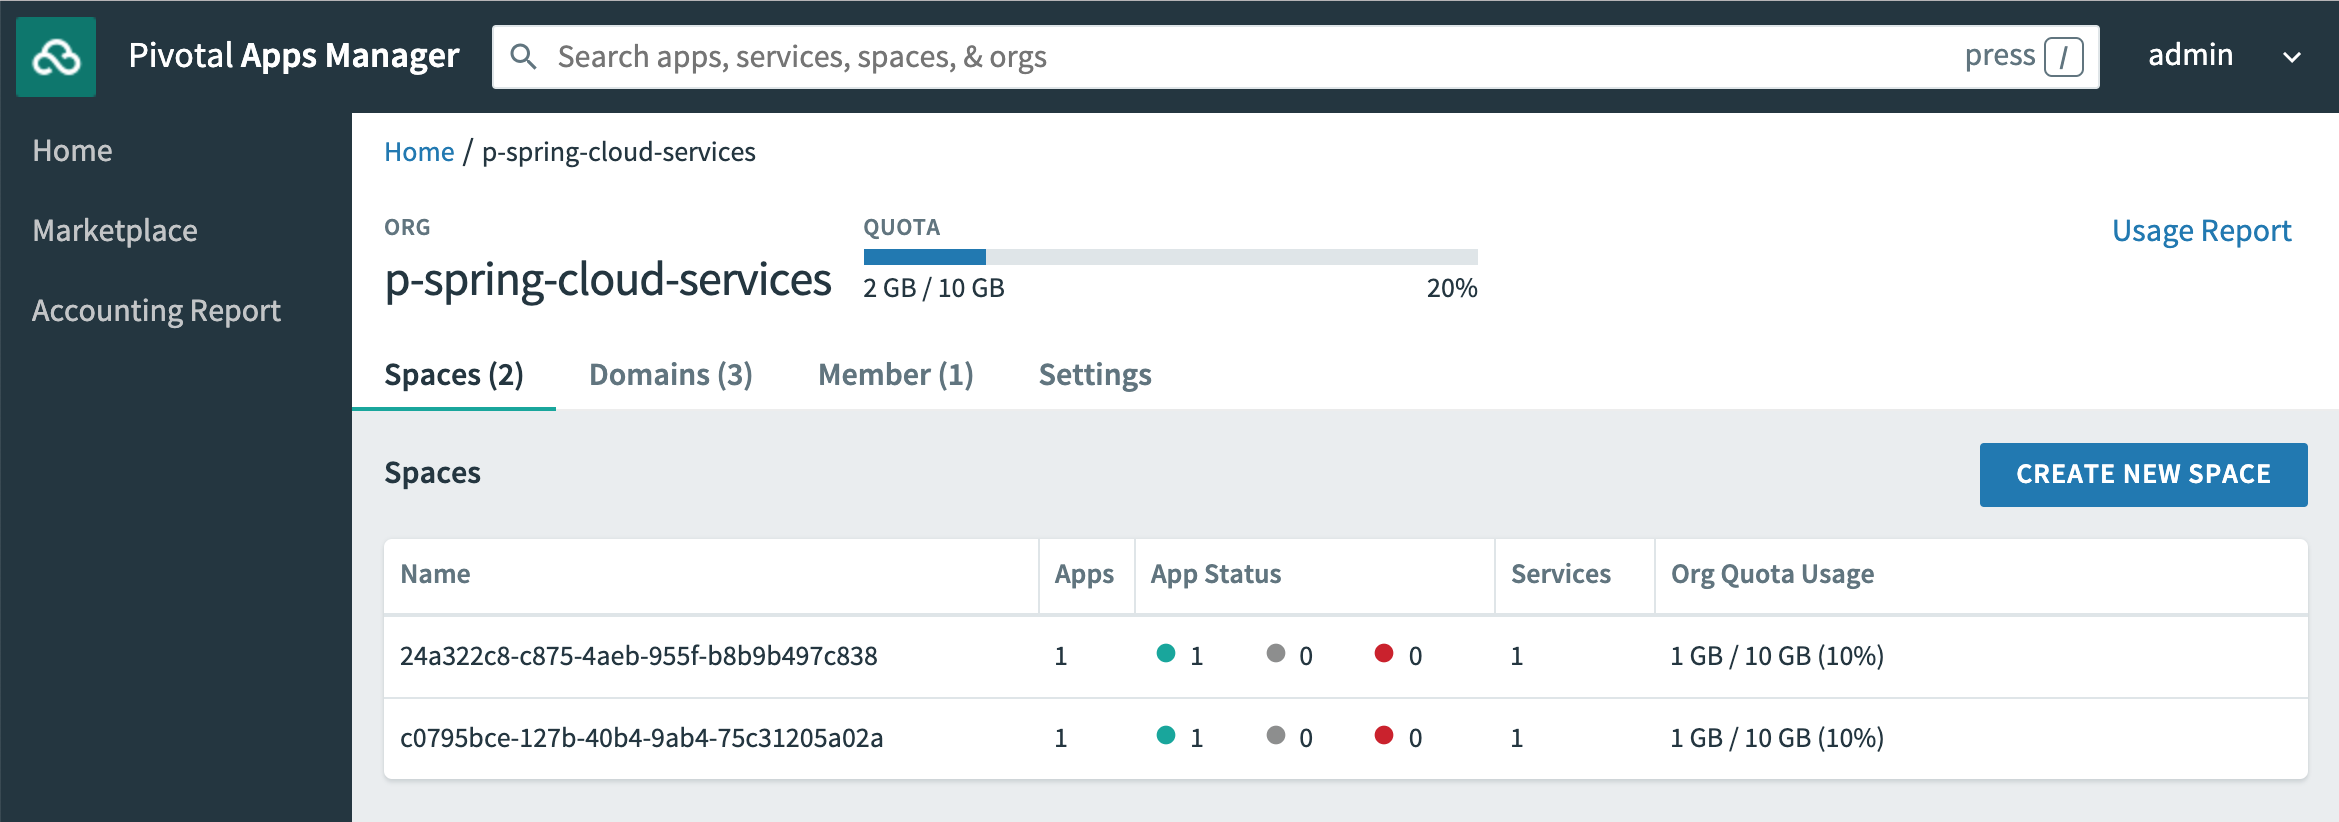 Pivotal Apps Manager
Search apps, services, spaces, & orgs
press /
admin
Home
Marketplace
Accounting Report
Home / p-spring-cloud-services
ORG
p-spring-cloud-services
QUOTA
2 GB / 10 GB 20%
Usage Report
Spaces (2) Domains (3) Member (1) Settings
Spaces
CREATE NEW SPACE
Name Apps App Status Services Org Quota Usage
24a322c8-c875-4aeb-955f-b8b9b497c838 1 1 0 0 1 1 GB / 10 GB (10%)
c0795bce-127b-40b4-9ab4-75c31205a02a 1 1 0 0 1 1 GB / 10 GB (10%)